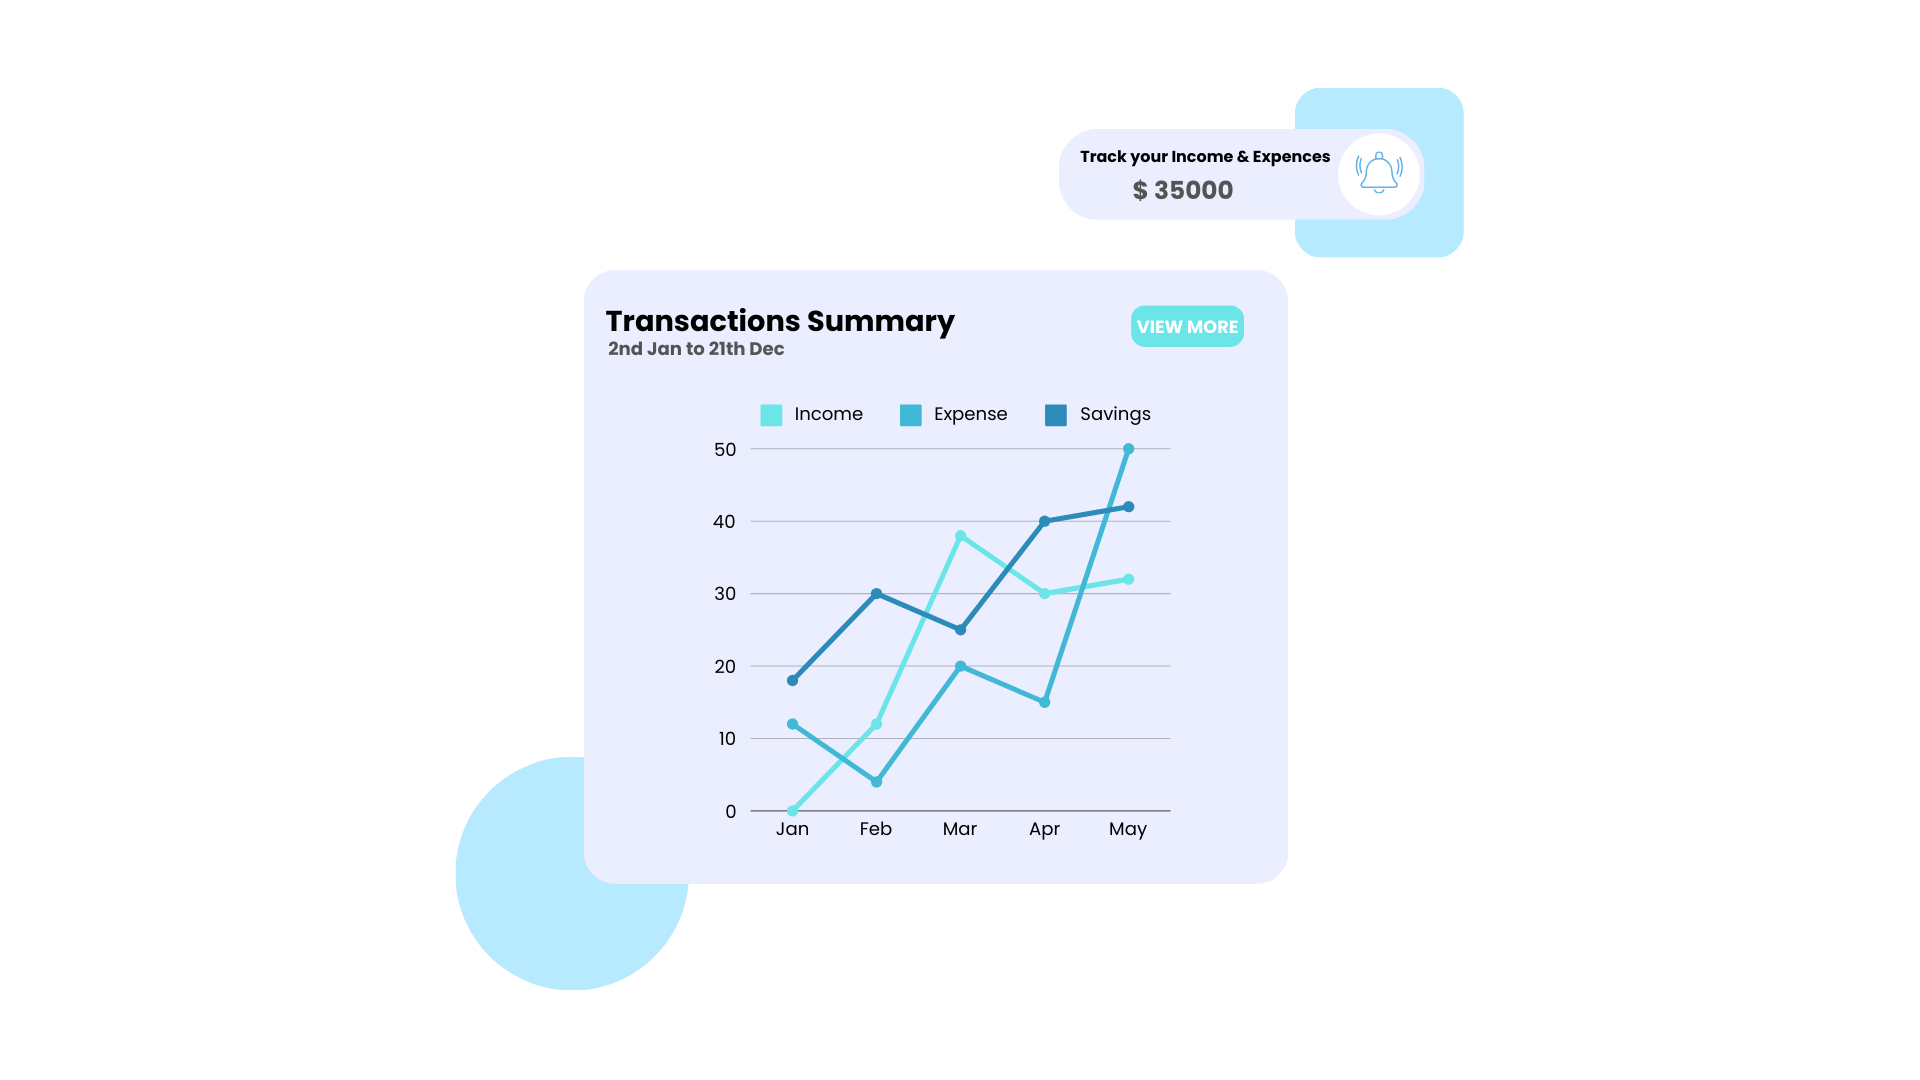 Track your Income & Expences
$ 35000
Transactions Summary
2nd Jan to 21th Dec
VIEW MORE
Income Expense Savings
50
40
30
20
10
0
Jan Feb Mar Apr May